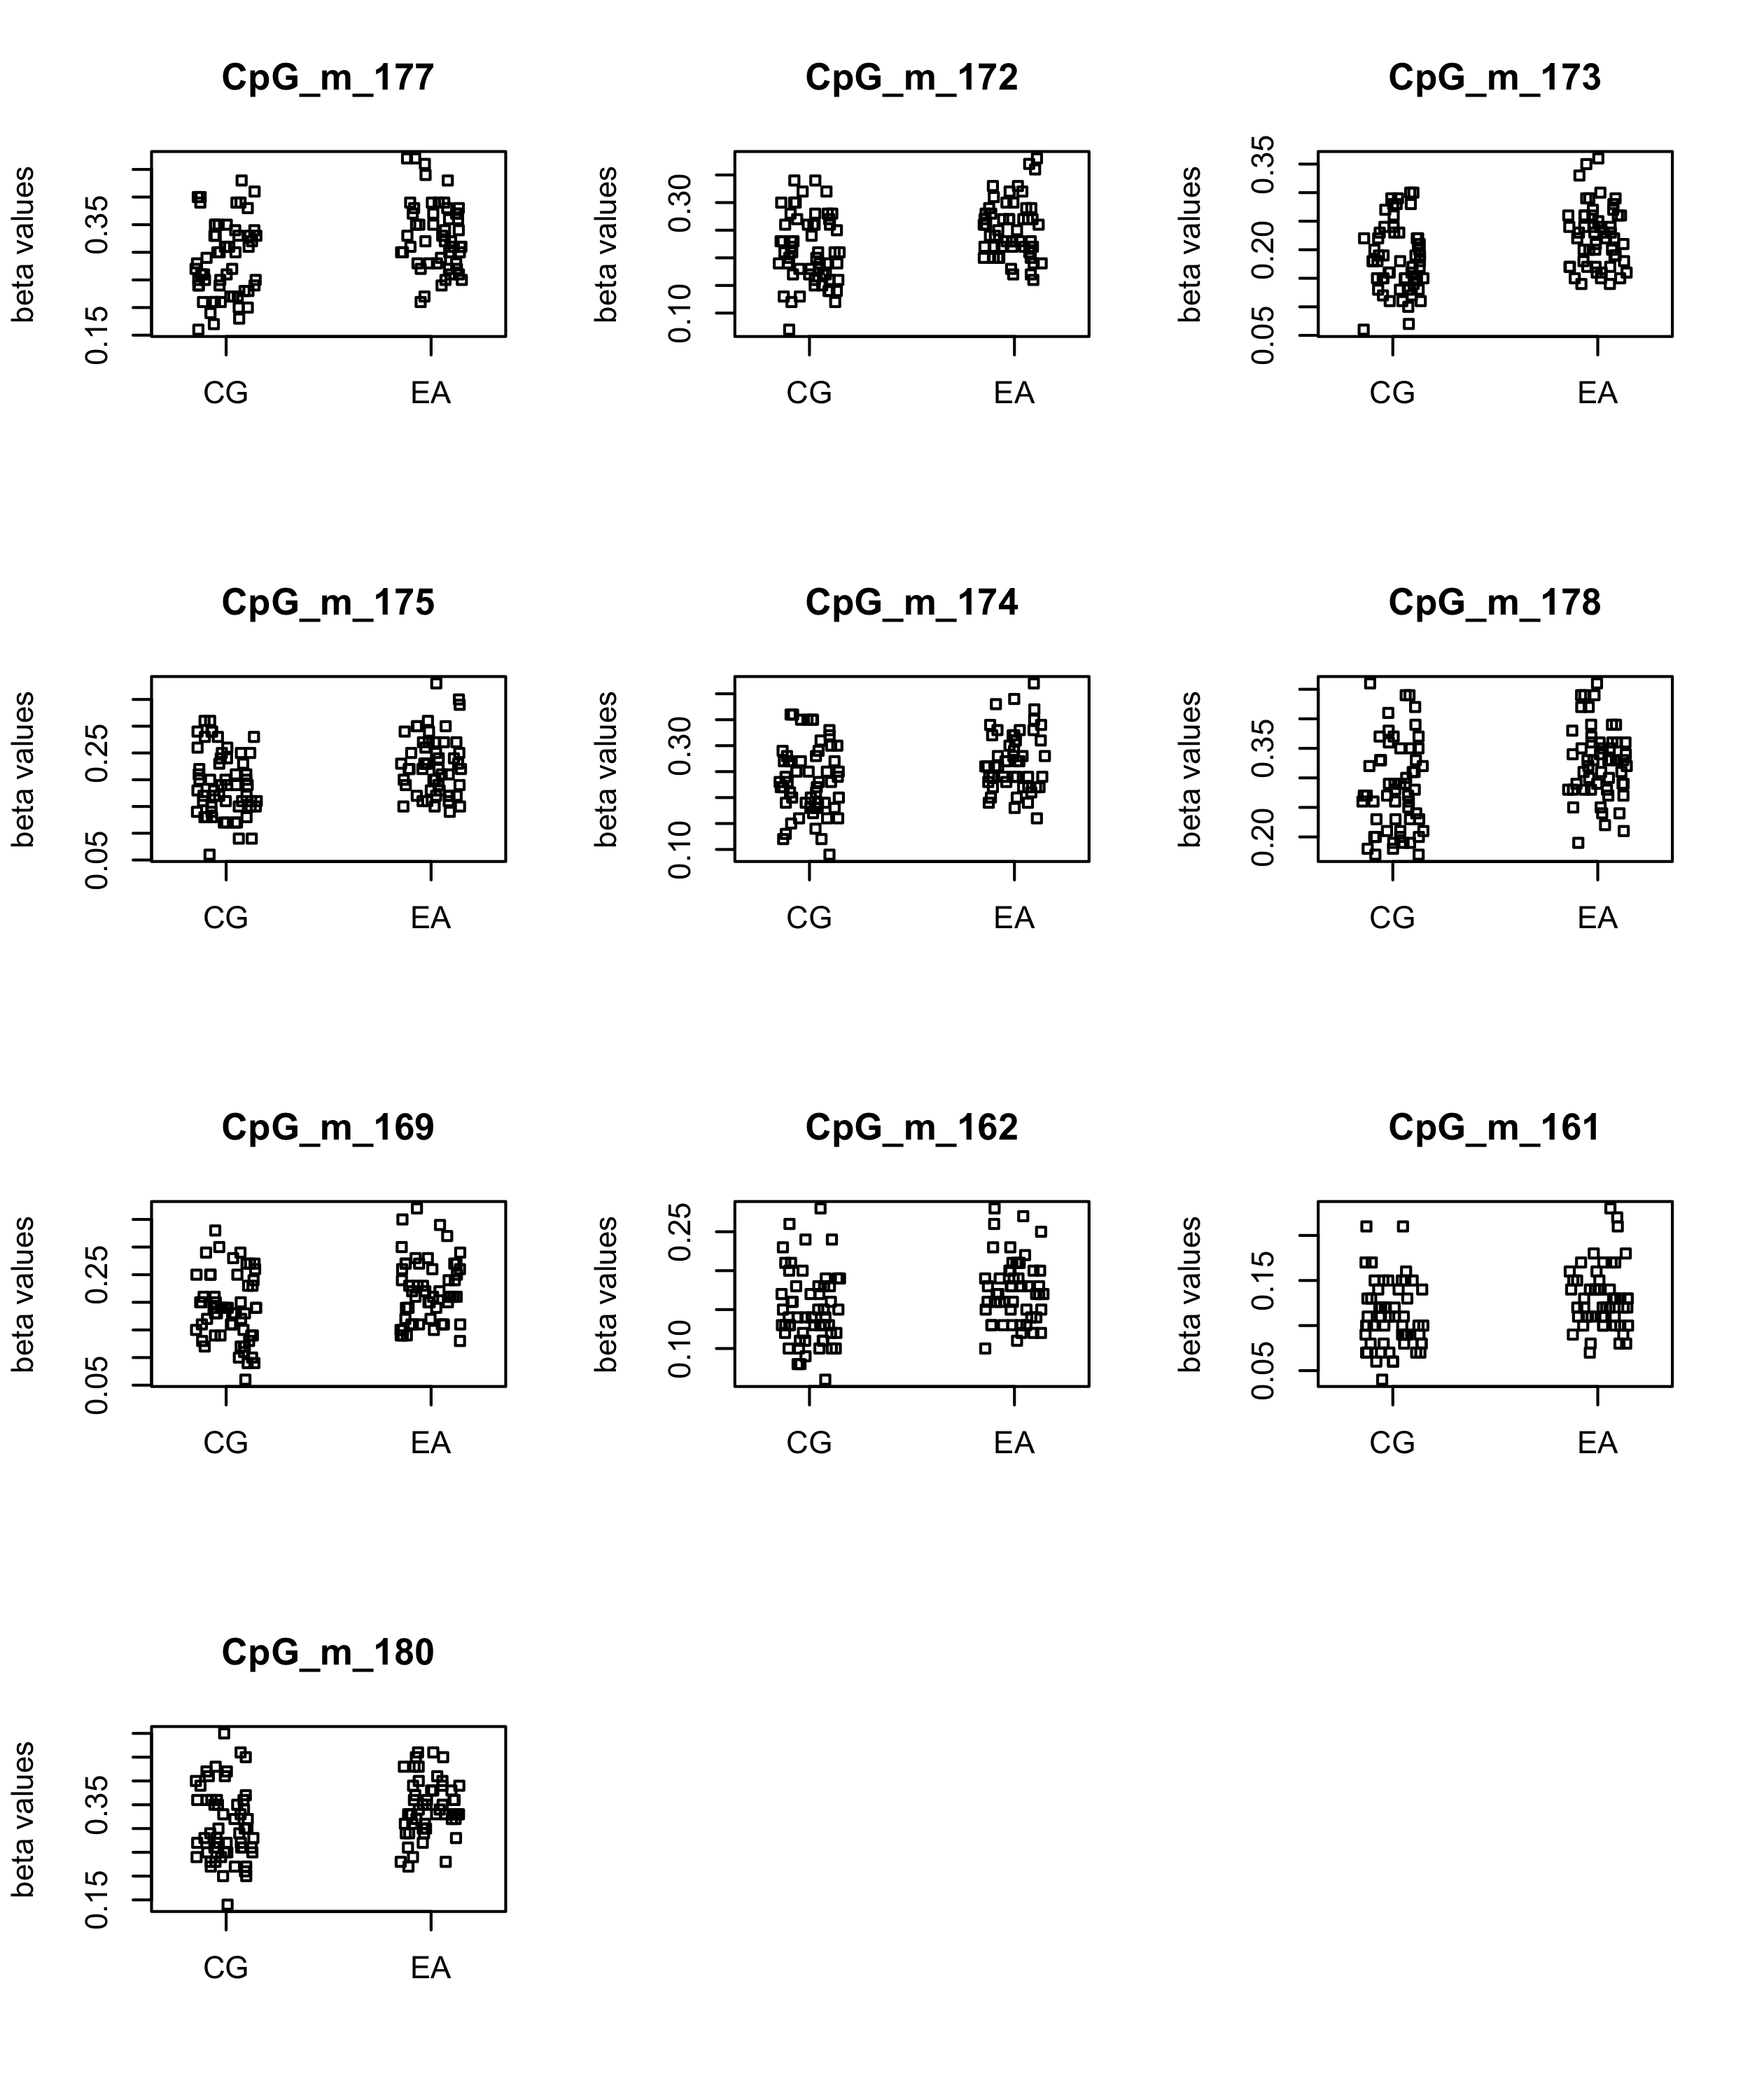 CpG_m_177
beta values
0.15
0.35
CG
EA
CpG_m_172
beta values
0.10
0.30
CG
EA
CpG_m_173
beta values
0.05
0.20
0.35
CG
EA
CpG_m_175
beta values
0.05
0.25
CG
EA
CpG_m_174
beta values
0.10
0.30
CG
EA
CpG_m_178
beta values
0.20
0.35
CG
EA
CpG_m_169
beta values
0.05
0.25
CG
EA
CpG_m_162
beta values
0.10
0.25
CG
EA
CpG_m_161
beta values
0.05
0.15
CG
EA
CpG_m_180
beta values
0.15
0.35
CG
EA